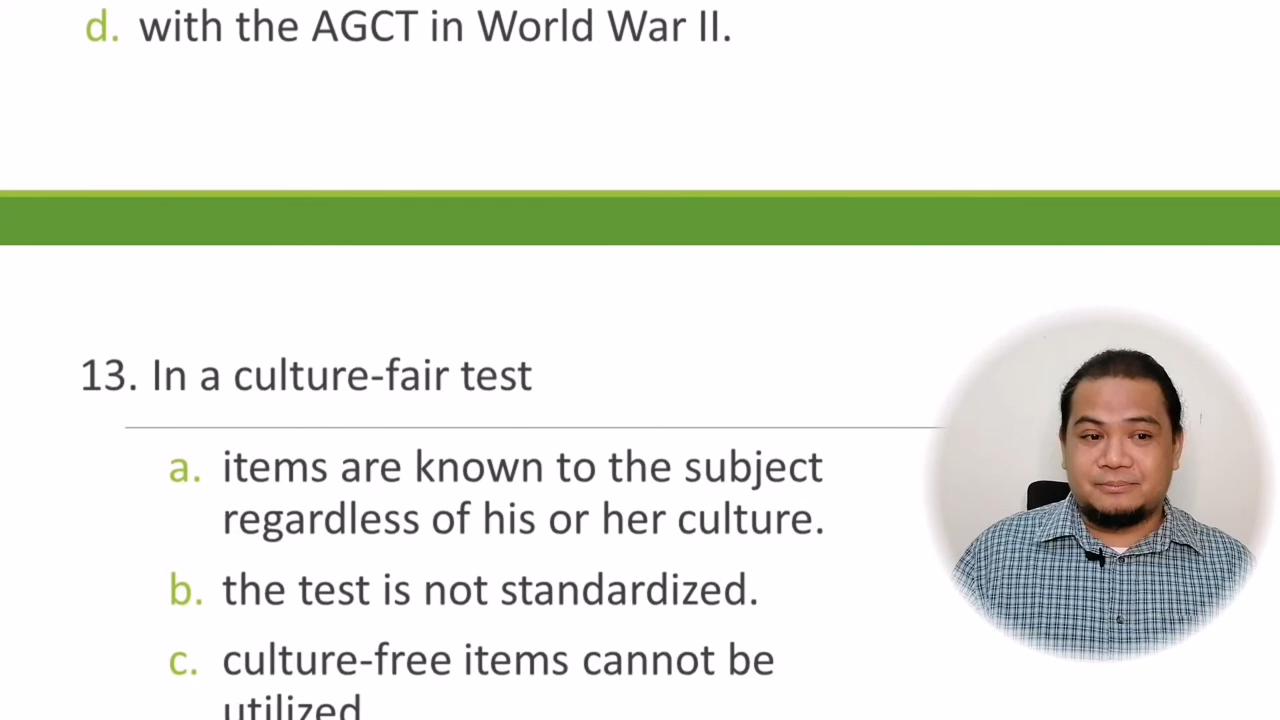 d. with the AGCT in World War II.
13. In a culture-fair test
a. items are known to the subject
regardless of his or her culture.
b. the test is not standardized.
c. culture-free items cannot be
utilized